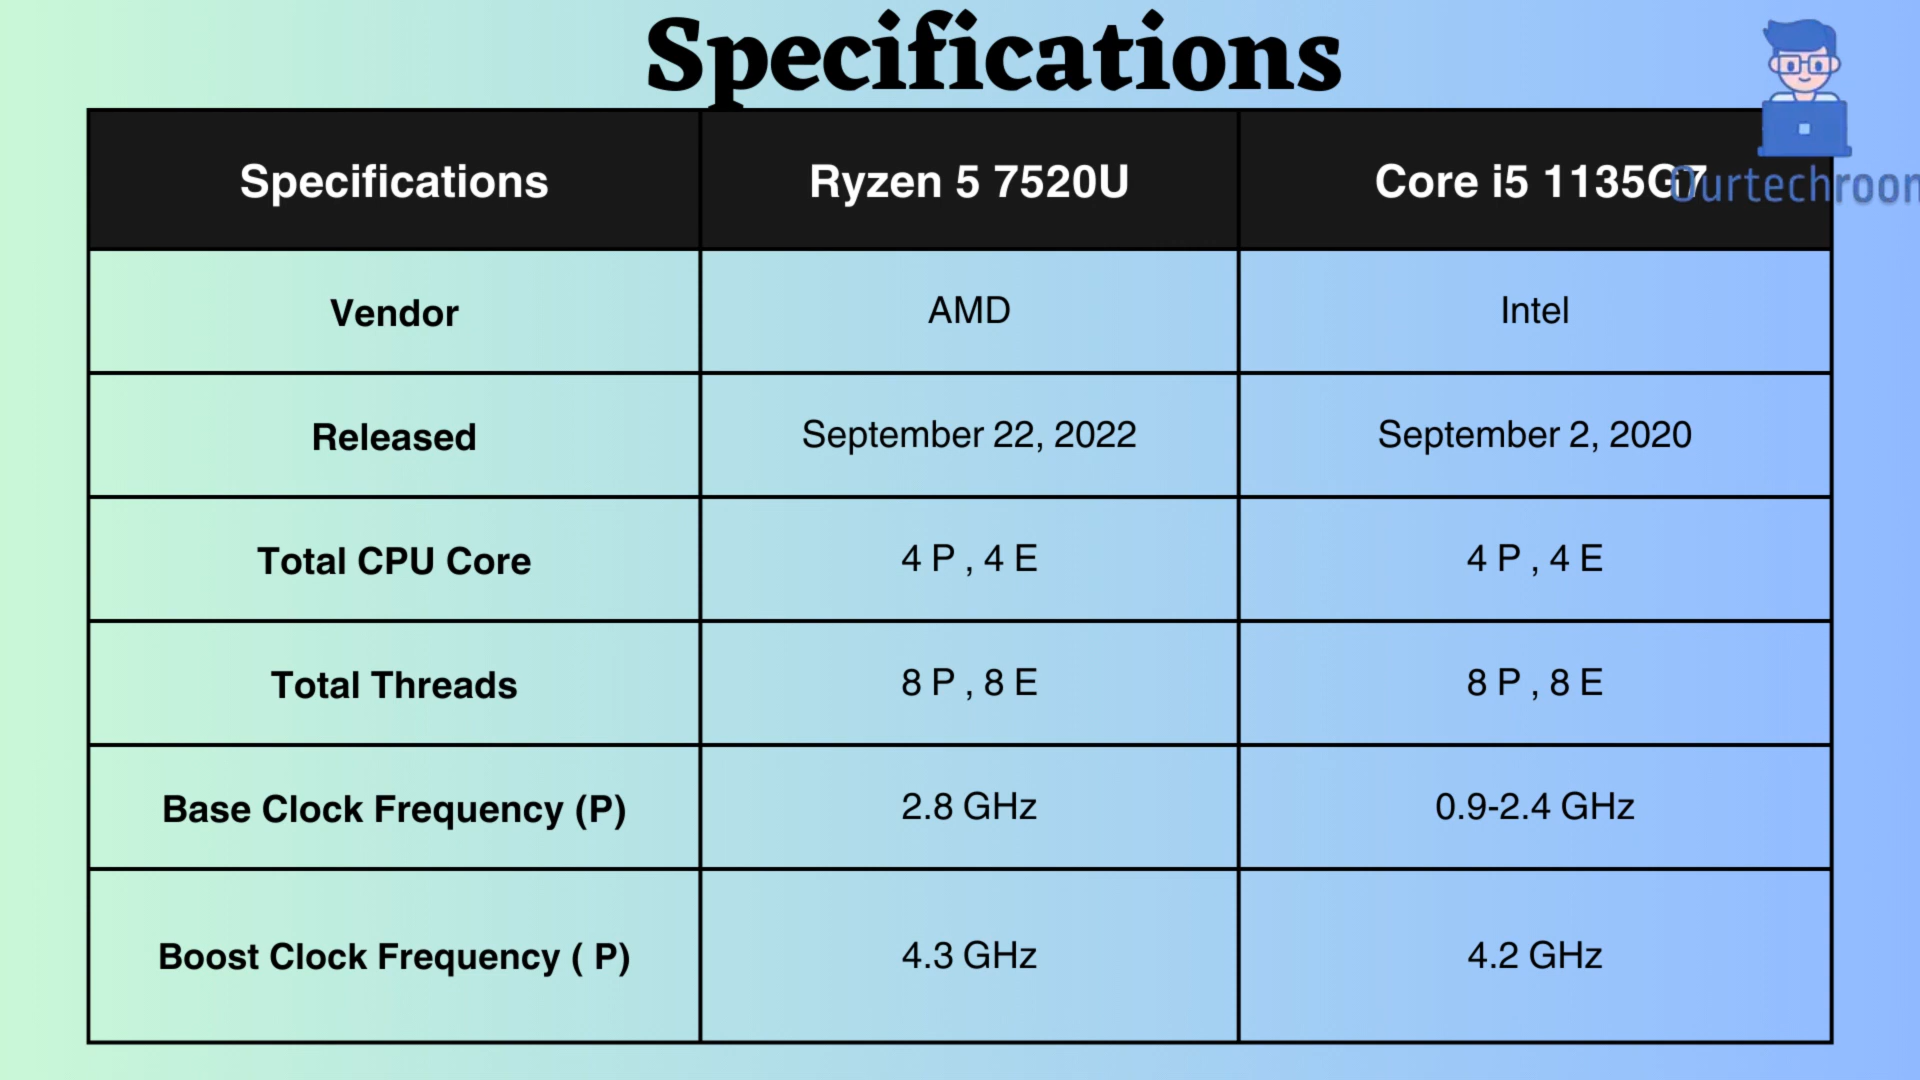 Specifications
Specifications Ryzen 5 7520U Core i5 1135G7
Ourtechroom
Vendor AMD Intel
Released September 22, 2022 September 2, 2020
Total CPU Core 4 P , 4 E 4 P , 4 E
Total Threads 8 P , 8 E 8 P , 8 E
Base Clock Frequency (P) 2.8 GHz 0.9-2.4 GHz
Boost Clock Frequency ( P) 4.3 GHz 4.2 GHz